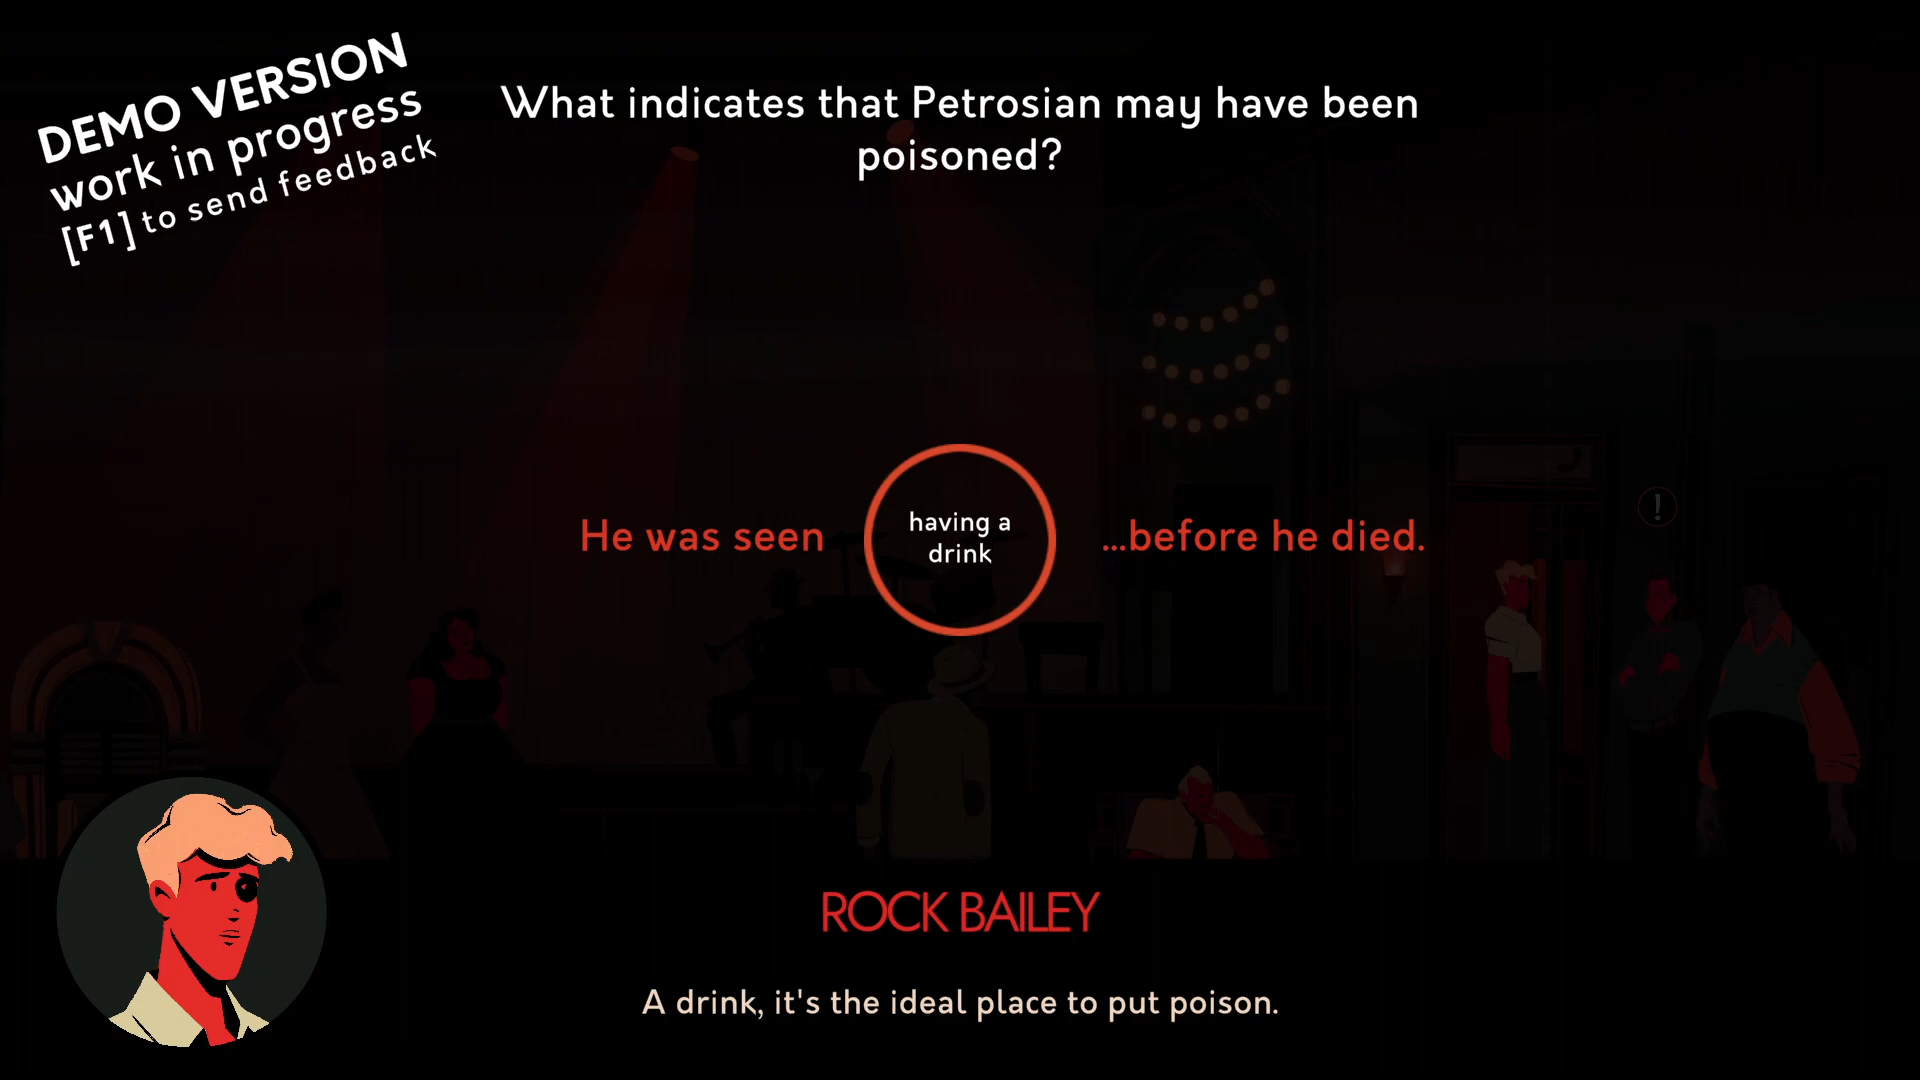 DEMO VERSION
work in progress
[F1] to send feedback
What indicates that Petrosian may have been
poisoned?
He was seen
having a
drink
...before he died.
!
ROCK BAILEY
A drink, it's the ideal place to put poison.